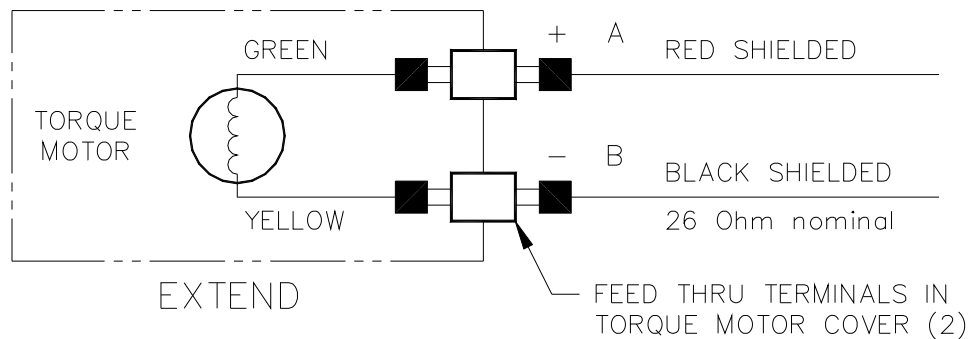 GREEN
+ A
RED SHIELDED
TORQUE
MOTOR
- B
BLACK SHIELDED
YELLOW
26 Ohm nominal
EXTEND
FEED THRU TERMINALS IN
TORQUE MOTOR COVER (2)